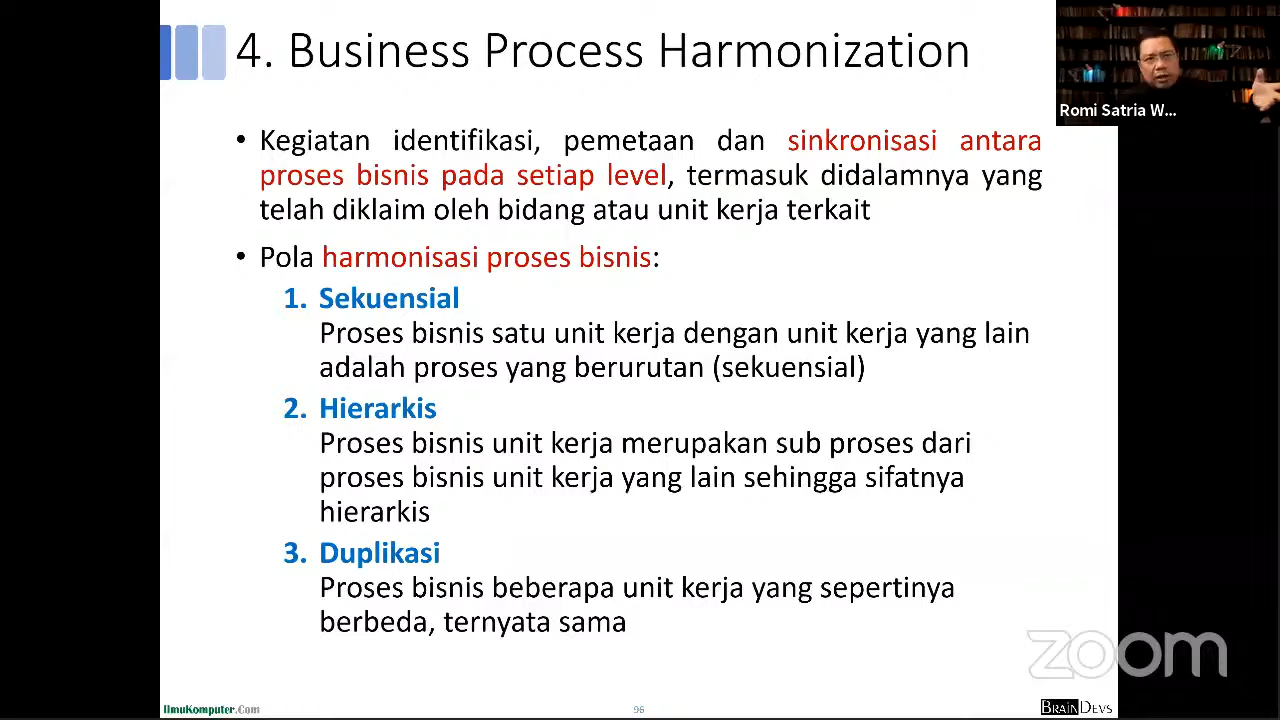 4. Business Process Harmonization
Romi Satria W...
• Kegiatan identifikasi, pemetaan dan sinkronisasi antara
proses bisnis pada setiap level, termasuk didalamnya yang
telah diklaim oleh bidang atau unit kerja terkait
• Pola harmonisasi proses bisnis:
1. Sekuensial
Proses bisnis satu unit kerja dengan unit kerja yang lain
adalah proses yang berurutan (sekuensial)
2. Hierarkis
Proses bisnis unit kerja merupakan sub proses dari
proses bisnis unit kerja yang lain sehingga sifatnya
hierarkis
3. Duplikasi
Proses bisnis beberapa unit kerja yang sepertinya
berbeda, ternyata sama
zoom
IlmuKomputer.Com
96
BRAINDEVS